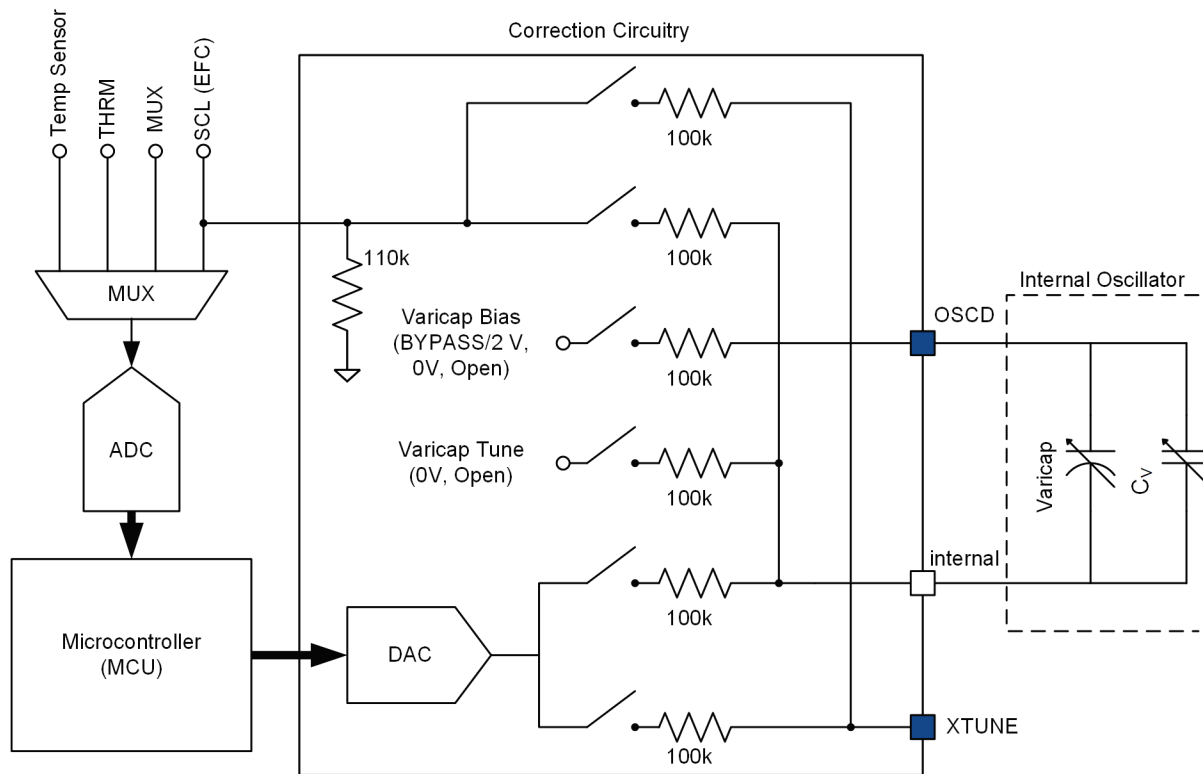 Correction Circuitry
Temp Sensor
THRM
MUX
SCL (EFC)
100k
110k
100k
MUX
Internal Oscillator
Varicap Bias
(BYPASS/2 V,
0V, Open)
OSCD
100k
ADC
Varicap Tune
(0V, Open)
100k
Varicap
CV
internal
100k
Microcontroller
(MCU)
DAC
XTUNE
100k